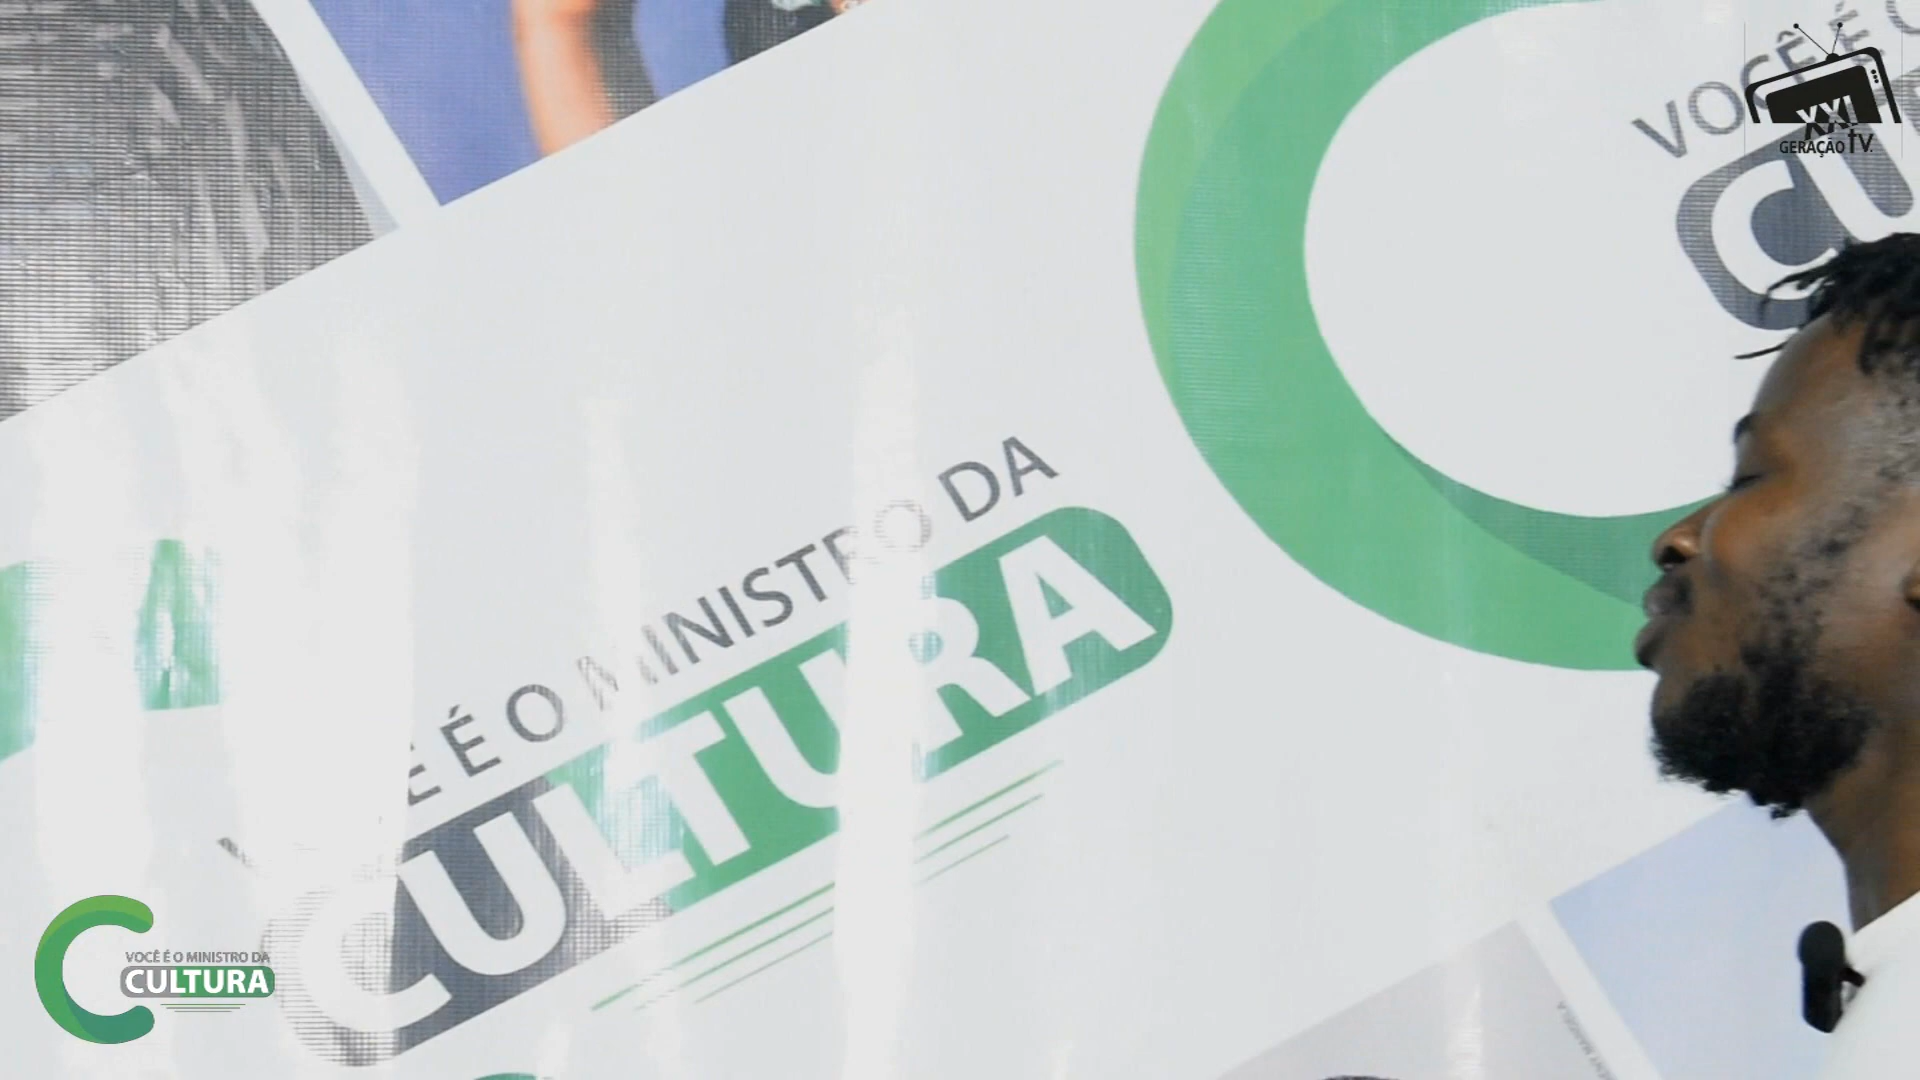 VOCÊ É O
CU
XXI
GERAÇÃO TV.
É O MINISTRO DA
CULTURA
VOCÊ É O MINISTRO DA
CULTURA